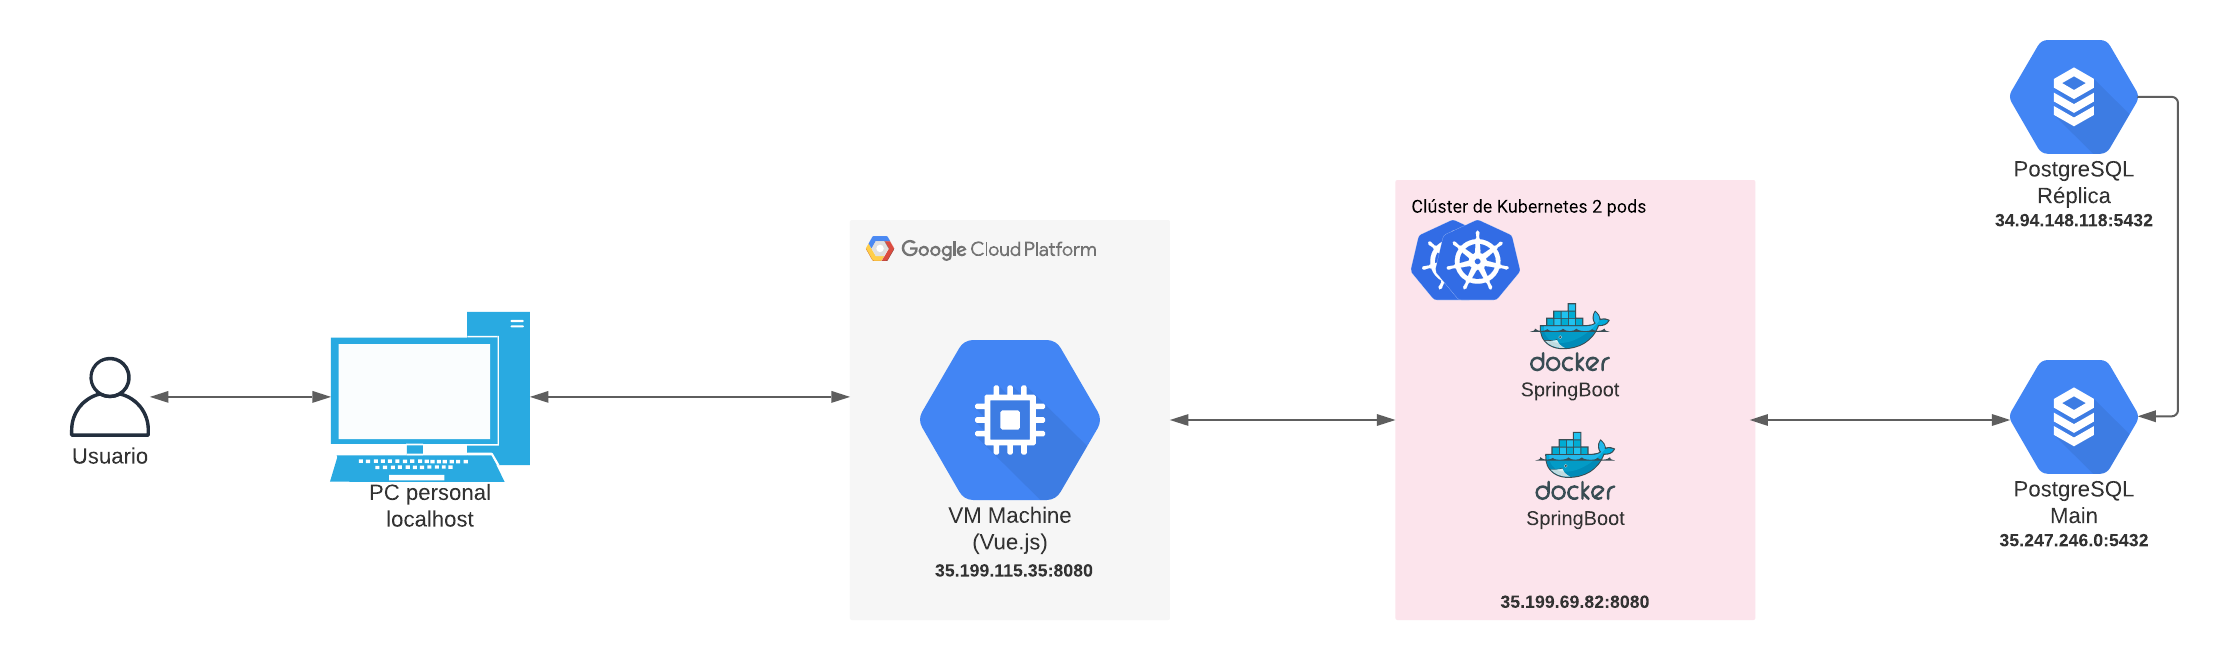 Usuario
PC personal
localhost
Google Cloud Platform
VM Machine
(Vue.js)
35.199.115.35:8080
Clúster de Kubernetes 2 pods
docker
SpringBoot
docker
SpringBoot
35.199.69.82:8080
PostgreSQL
Réplica
34.94.148.118:5432
PostgreSQL
Main
35.247.246.0:5432